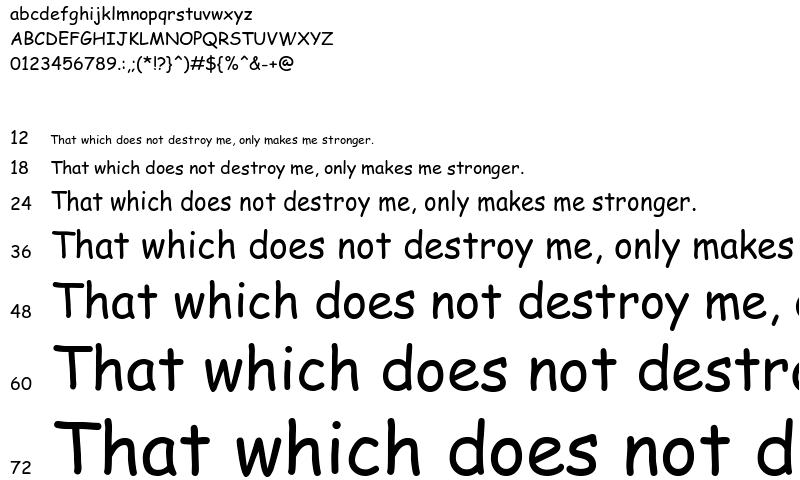 abcdefghijklmnopqrstuvwxyz
ABCDEFGHIJKLMNOPQRSTUVWXYZ
0123456789.:,;(*!?}^)#${%^&-+@
12 That which does not destroy me, only makes me stronger.
18 That which does not destroy me, only makes me stronger.
24 That which does not destroy me, only makes me stronger.
36 That which does not destroy me, only makes
48 That which does not destroy me,
60 That which does not destr
72 That which does not d